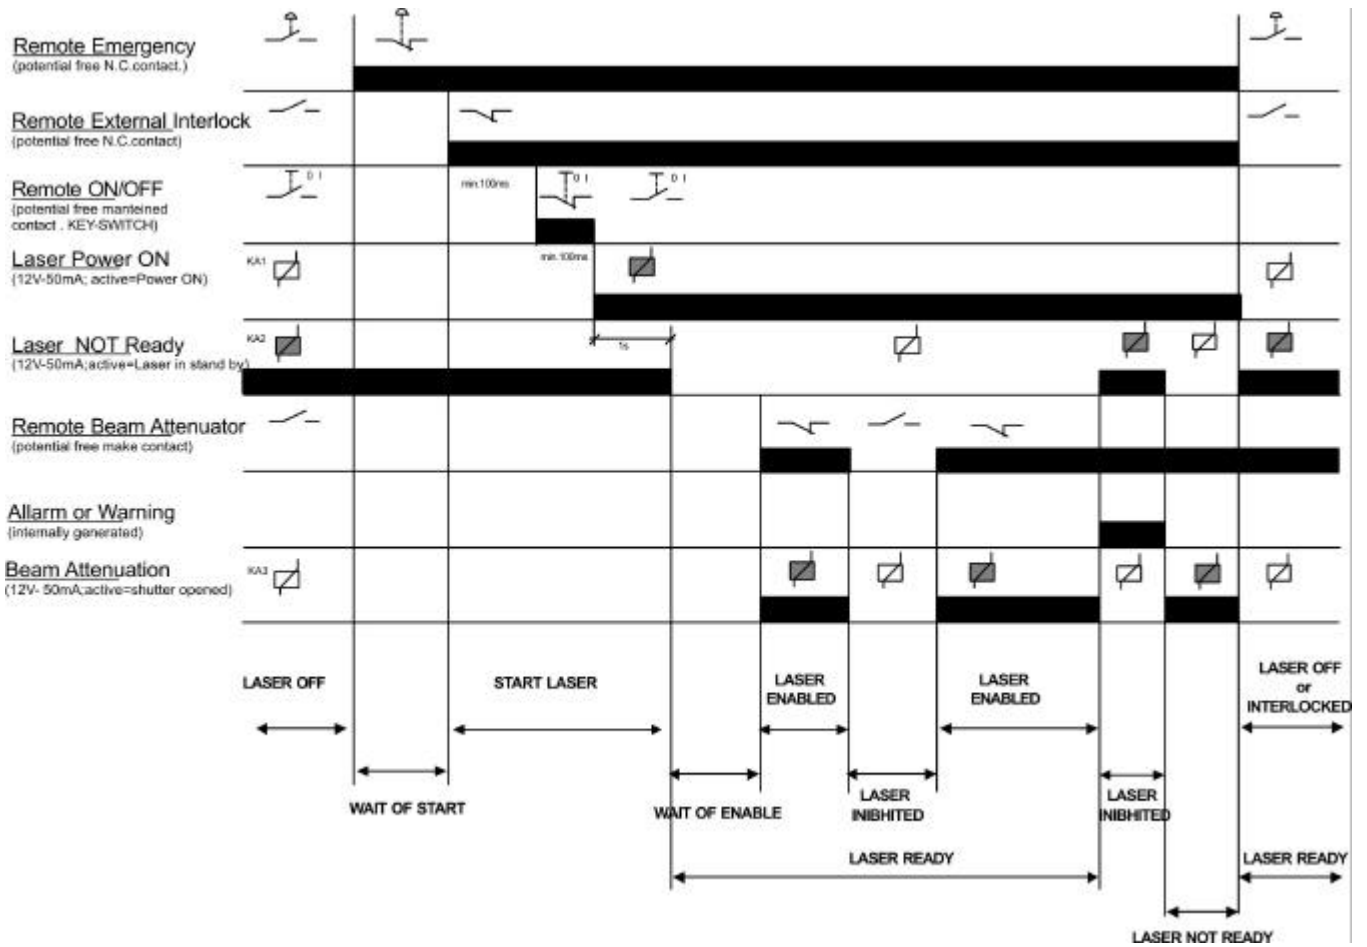 Remote Emergency
(potential free N.C.contact.)
Remote External Interlock
(potential free N.C.contact)
Remote ON/OFF
(potential free manteined
contact . KEY-SWITCH)
0 I
min.100ms
0 I
0 I
Laser Power ON
(12V-50mA; active=Power ON)
KA1
min.100ms
Laser NOT Ready
(12V-50mA;active=Laser in stand by)
KA2
1s
Remote Beam Attenuator
(potential free make contact)
Allarm or Warning
(internally generated)
Beam Attenuation
(12V- 50mA;active=shutter opened)
KA3
LASER OFF
START LASER
LASER
ENABLED
LASER
ENABLED
LASER OFF
or
INTERLOCKED
WAIT OF START
WAIT OF ENABLE
LASER
INIBHITED
LASER
INIBHITED
LASER READY
LASER READY
LASER NOT READY